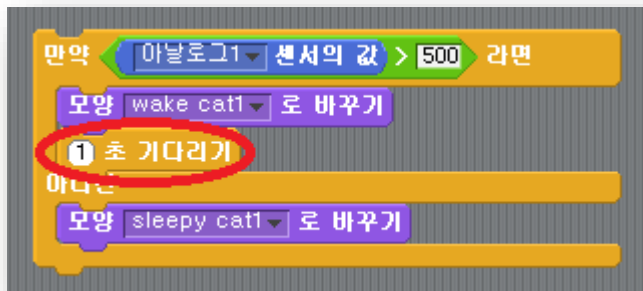 만약 아날로그1 센서의 값 > 500 라면
모양 wake cat1 로 바꾸기
1 초 기다리기
아니면
모양 sleepy cat1 로 바꾸기